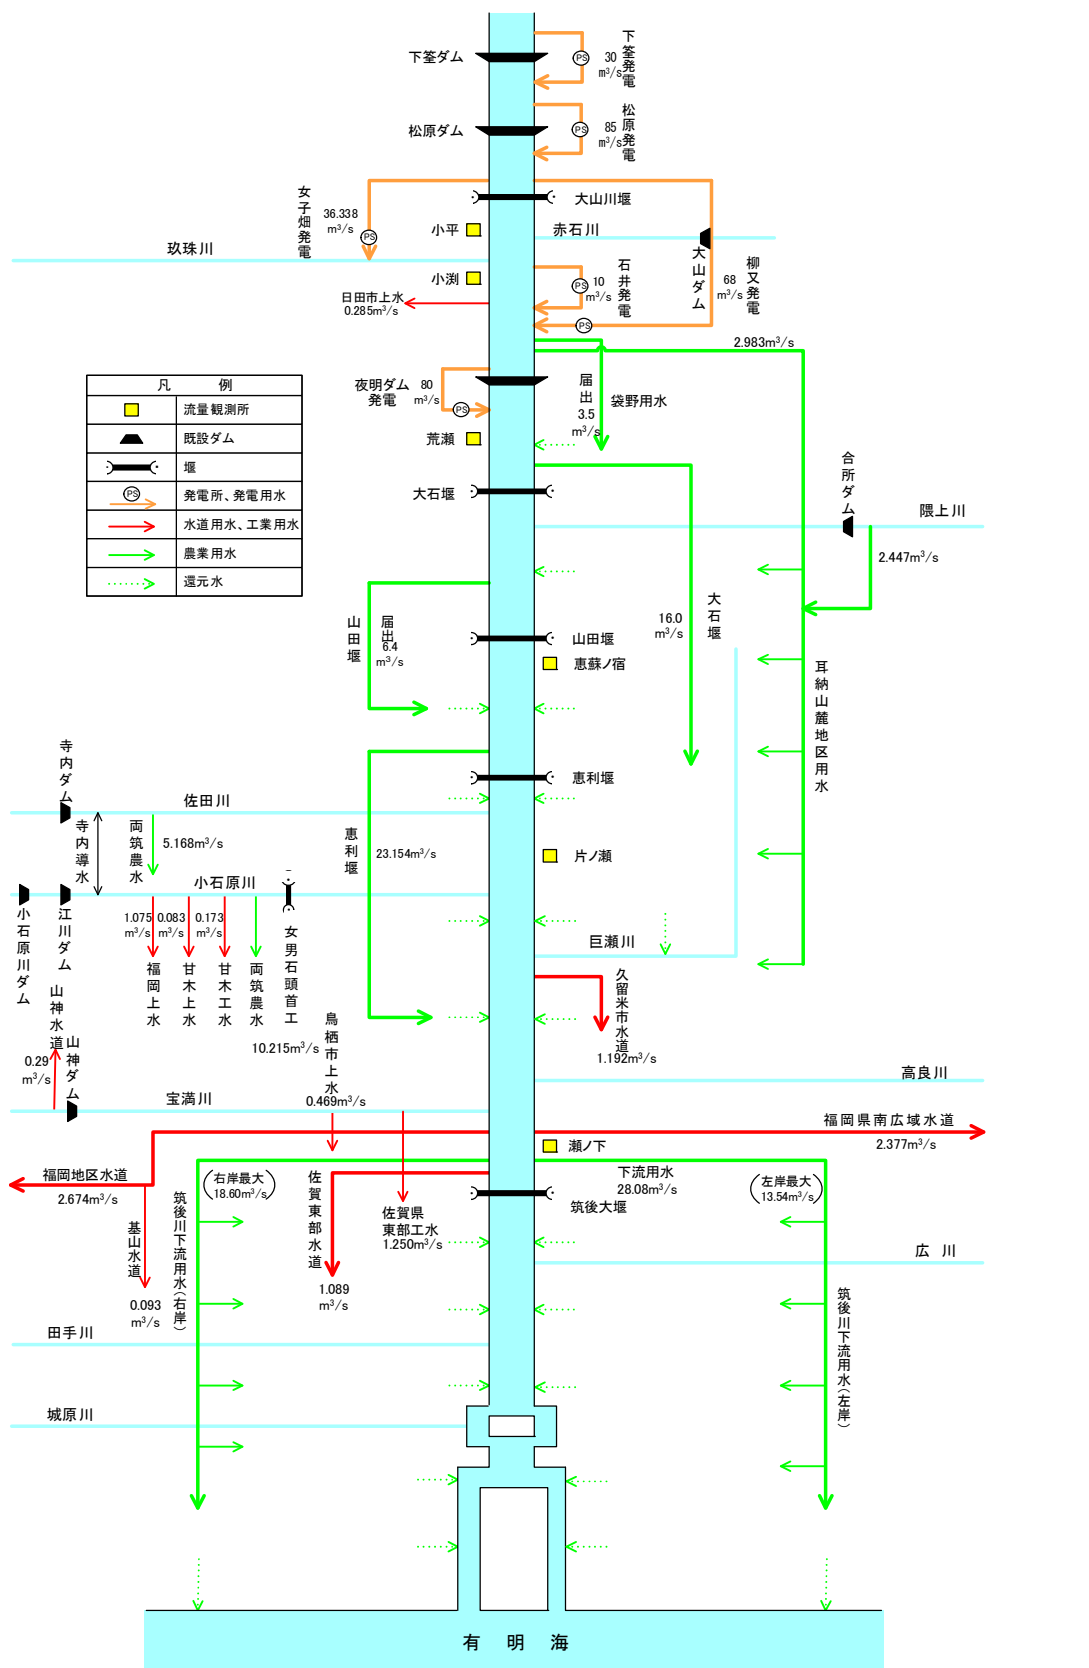 下筌ダム
PS
30
m³/s
下筌発電
松原ダム
PS
85
m³/s
松原発電
女子畑発電
36.338
m³/s
PS
大山川堰
小平
赤石川
玖珠川
大山ダム
小渕
PS
10
m³/s
石井発電
68
m³/s
柳又発電
日田市上水
0.285m³/s
PS
2.983m³/s
夜明ダム
発電
80
m³/s
PS
届出
3.5
m³/s
袋野用水
凡 例
流量観測所
既設ダム
堰
PS
発電所、発電用水
水道用水、工業用水
農業用水
還元水
荒瀬
大石堰
合所ダム
隈上川
2.447m³/s
山田堰
届出
6.4
m³/s
16.0
m³/s
大石堰
山田堰
恵蘇ノ宿
耳納山麓地区用水
寺内ダム
恵利堰
佐田川
寺内導水
両筑農水
5.168m³/s
恵利堰
23.154m³/s
片ノ瀬
小石原川
小石原川ダム
江川ダム
1.075
m³/s
0.083
m³/s
0.173
m³/s
福岡上水
甘木上水
甘木工水
両筑農水
女男石頭首工
巨瀬川
久留米市水道
1.192m³/s
山神水道
山神ダム
0.29
m³/s
10.215m³/s
鳥栖市上水
0.469m³/s
高良川
宝満川
福岡県南広域水道
2.377m³/s
瀬ノ下
福岡地区水道
2.674m³/s
(右岸最大
18.60m³/s)
下流用水
28.08m³/s
(左岸最大
13.54m³/s)
筑後大堰
基山水道
0.093
m³/s
筑後川下流用水(右岸)
佐賀東部水道
1.089
m³/s
佐賀県
東部工水
1.250m³/s
広川
筑後川下流用水(左岸)
田手川
城原川
有明海